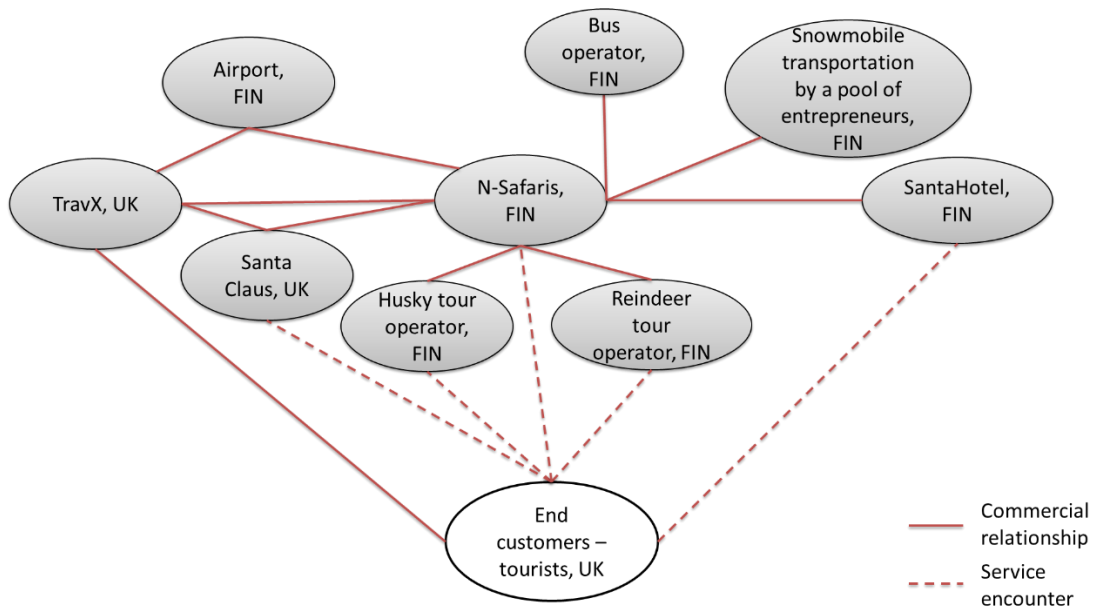 Airport,
FIN
Bus
operator,
FIN
Snowmobile
transportation
by a pool of
entrepreneurs,
FIN
TravX, UK
N-Safaris,
FIN
SantaHotel,
FIN
Santa
Claus, UK
Husky tour
operator,
FIN
Reindeer
tour
operator, FIN
End
customers –
tourists, UK
Commercial
relationship
Service
encounter